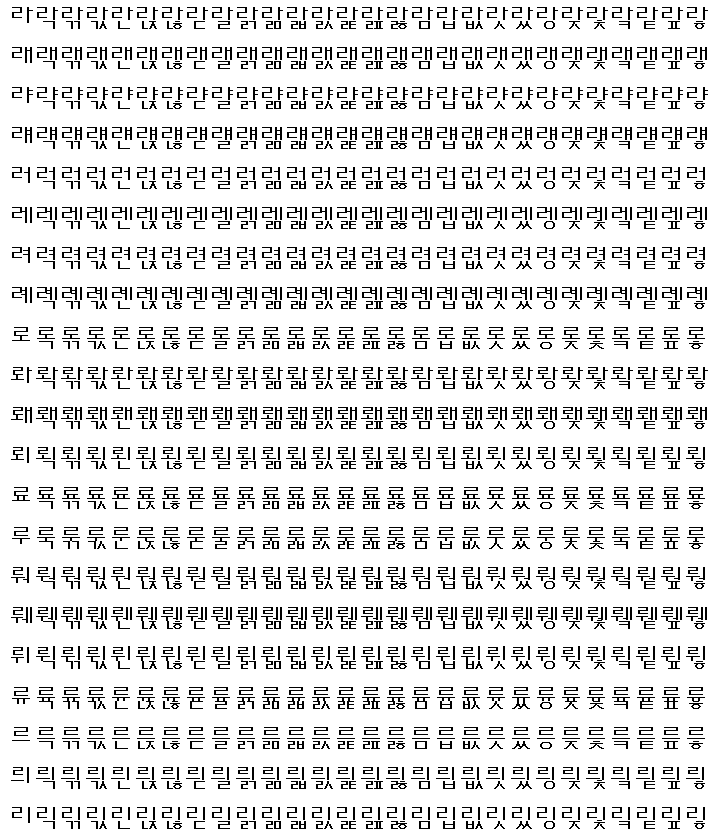 라락띾띿란랁랂랃랄랅랆랇랈랉랊랋람랍랎랏랐랑랒랓랔랕랖랗
래랙랚랛랜랝랞랟랠랡랢랣랤랥랦랧램랩랪랫랬랭랮랯랰랱랲랳
랴략랶랷랸랹랺랻랼랽랾랿럀럁럂럃럄럅럆럇럈량럊럋럌럍럎럏
럐럑럒럓럔럕럖럗럘럙럚럛럜럝럞럟럠럡럢럣럤럥럦럧럨럩럪럫
러럭럮럯런럱럲럳럴럵럶럷럸럹럺럻럼럽럾럿렀렁렂렃렄렅렆렇
레렉렊렋렌렍렎렏렐렑렒렓렔렕렖렗렘렙렚렛렜렝렞렟렠렡렢렣
려력렦렧련렩렪렫렬렭렮렯렰렱렲렳렴렵렶렷렸령렺렻렼렽렾렿
례롁롂롃롄롅롆롇롈롉롊롋롌롍롎롏롐롑롒롓롔롕롖롗롘롙롚롛
로록롞롟론롡롢롣롤롥롦롧롨롩롪롫롬롭롮롯롰롱롲롳롴롵롶롷
롸롹롺롻롼롽롾롿뢀뢁뢂뢃뢄뢅뢆뢇뢈뢉뢊뢋뢌뢍뢎뢏뢐뢑뢒뢓
뢔뢕뢖뢗뢘뢙뢚뢛뢜뢝뢞뢟뢠뢡뢢뢣뢤뢥뢦뢧뢨뢩뢪뢫뢬뢭뢮뢯
뢰뢱뢲뢳뢴뢵뢶뢷뢸뢹뢺뢻뢼뢽뢾뢿룀룁룂룃룄룅룆룇룈룉룊룋
료룍룎룏룐룑룒룓룔룕룖룗룘룙룚룛룜룝룞룟룠룡룢룣룤룥룦룧
루룩룪룫룬룭룮룯룰룱룲룳룴룵룶룷룸룹룺룻룼룽룾룿뤀뤁뤂뤃
뤄뤅뤆뤇뤈뤉뤊뤋뤌뤍뤎뤏뤐뤑뤒뤓뤔뤕뤖뤗뤘뤙뤚뤛뤜뤝뤞뤟
뤠뤡뤢뤣뤤뤥뤦뤧뤨뤩뤪뤫뤬뤭뤮뤯뤰뤱뤲뤳뤴뤵뤶뤷뤸뤹뤺뤻
뤼뤽뤾뤿륀륁륂륃륄륅륆륇륈륉륊륋륌륍륎륏륐륑륒륓륔륕륖륗
류륙륚륛륜륝륞륟률륡륢륣륤륥륦륧륨륩륪륫륬륭륮륯륰륱륲륳
르륵륶륷른륹륺륻를륽륾륿릀릁릂릃름릅릆릇릈릉릊릋릌릍릎릏
릐릑릒릓릔릕릖릗릘릙릚릛릜릝릞릟릠릡릢릣릤릥릦릧릨릩릪릫
리릭릮릯린릱릲릳릴릵릶릷릸릹릺릻림립릾릿맀링맂맃맄맅맆맇